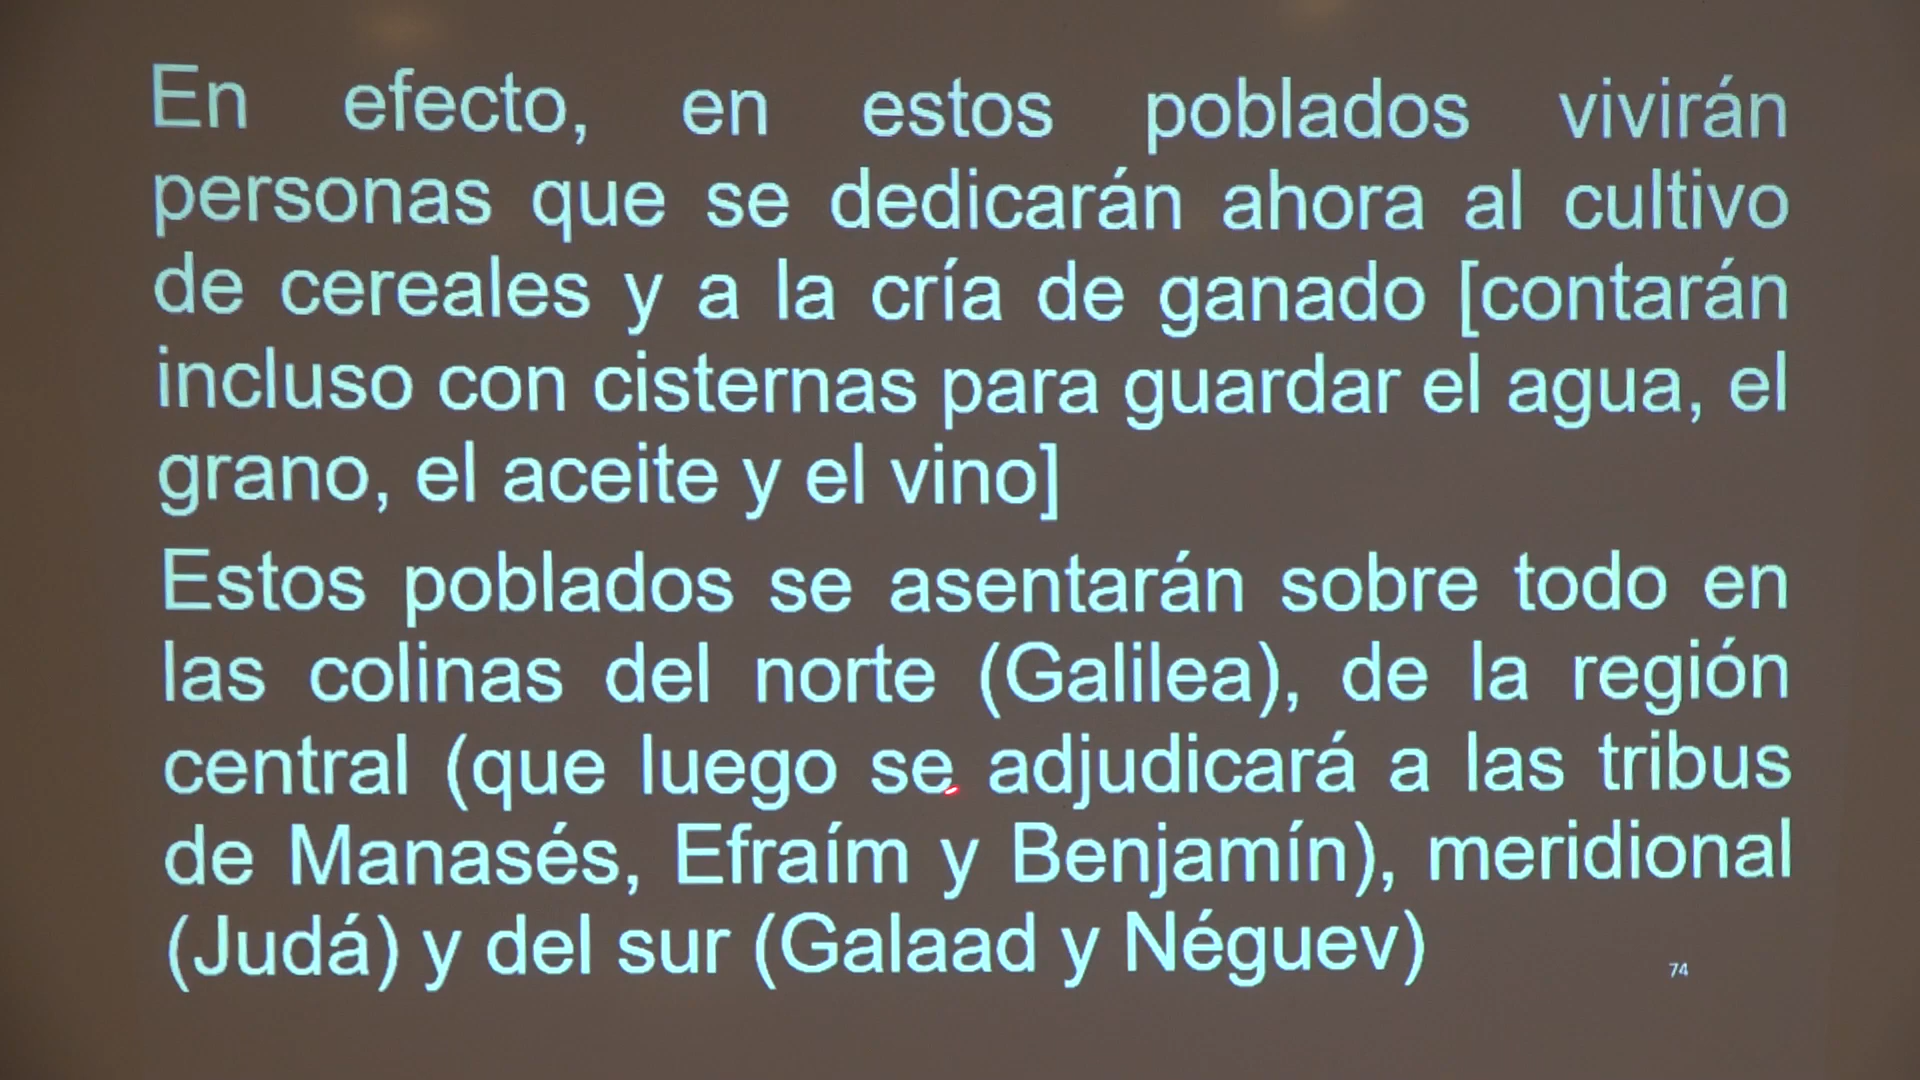 En efecto, en estos poblados vivirán
personas que se dedicarán ahora al cultivo
de cereales y a la cría de ganado [contarán
incluso con cisternas para guardar el agua, el
grano, el aceite y el vino]
Estos poblados se asentarán sobre todo en
las colinas del norte (Galilea), de la región
central (que luego se adjudicará a las tribus
de Manasés, Efraím y Benjamín), meridional
(Judá) y del sur (Galaad y Néguev)
74